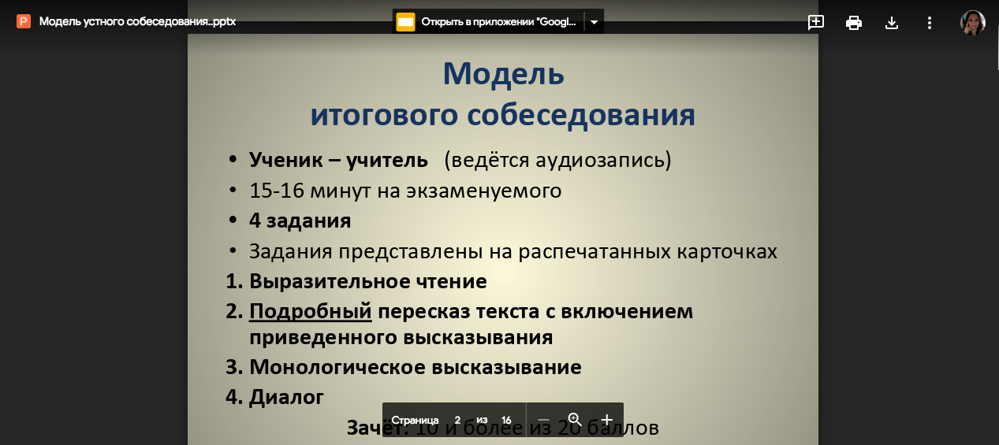 Модель устного собеседования..pptx
Открыть в приложении "Googl...
Модель
итогового собеседования
• Ученик – учитель (ведётся аудиозапись)
• 15-16 минут на экзаменуемого
• 4 задания
• Задания представлены на распечатанных карточках
1. Выразительное чтение
2. Подробный пересказ текста с включением
приведенного высказывания
3. Монологическое высказывание
4. Диалог
Страница 2 из 16
Зачёт: 10 и более из 20 баллов